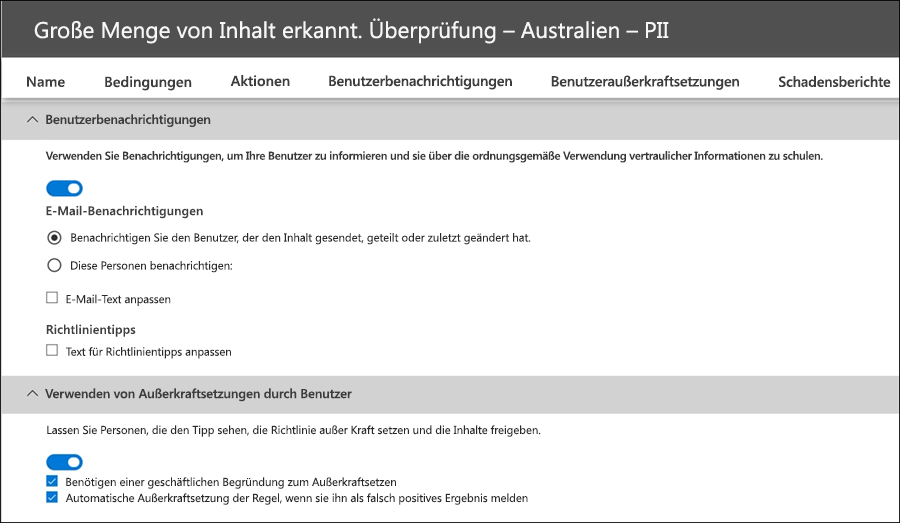 Große Menge von Inhalt erkannt. Überprüfung – Australien – PII
Name Bedingungen Aktionen Benutzerbenachrichtigungen Benutzeraußerkraftsetzungen Schadensberichte
Benutzerbenachrichtigungen
Verwenden Sie Benachrichtigungen, um Ihre Benutzer zu informieren und sie über die ordnungsgemäße Verwendung vertraulicher Informationen zu schulen.
E-Mail-Benachrichtigungen
Benachrichtigen Sie den Benutzer, der den Inhalt gesendet, geteilt oder zuletzt geändert hat.
Diese Personen benachrichtigen:
E-Mail-Text anpassen
Richtlinientipps
Text für Richtlinientipps anpassen
Verwenden von Außerkraftsetzungen durch Benutzer
Lassen Sie Personen, die den Tipp sehen, die Richtlinie außer Kraft setzen und die Inhalte freigeben.
Benötigen einer geschäftlichen Begründung zum Außerkraftsetzen
Automatische Außerkraftsetzung der Regel, wenn sie ihn als falsch positives Ergebnis melden